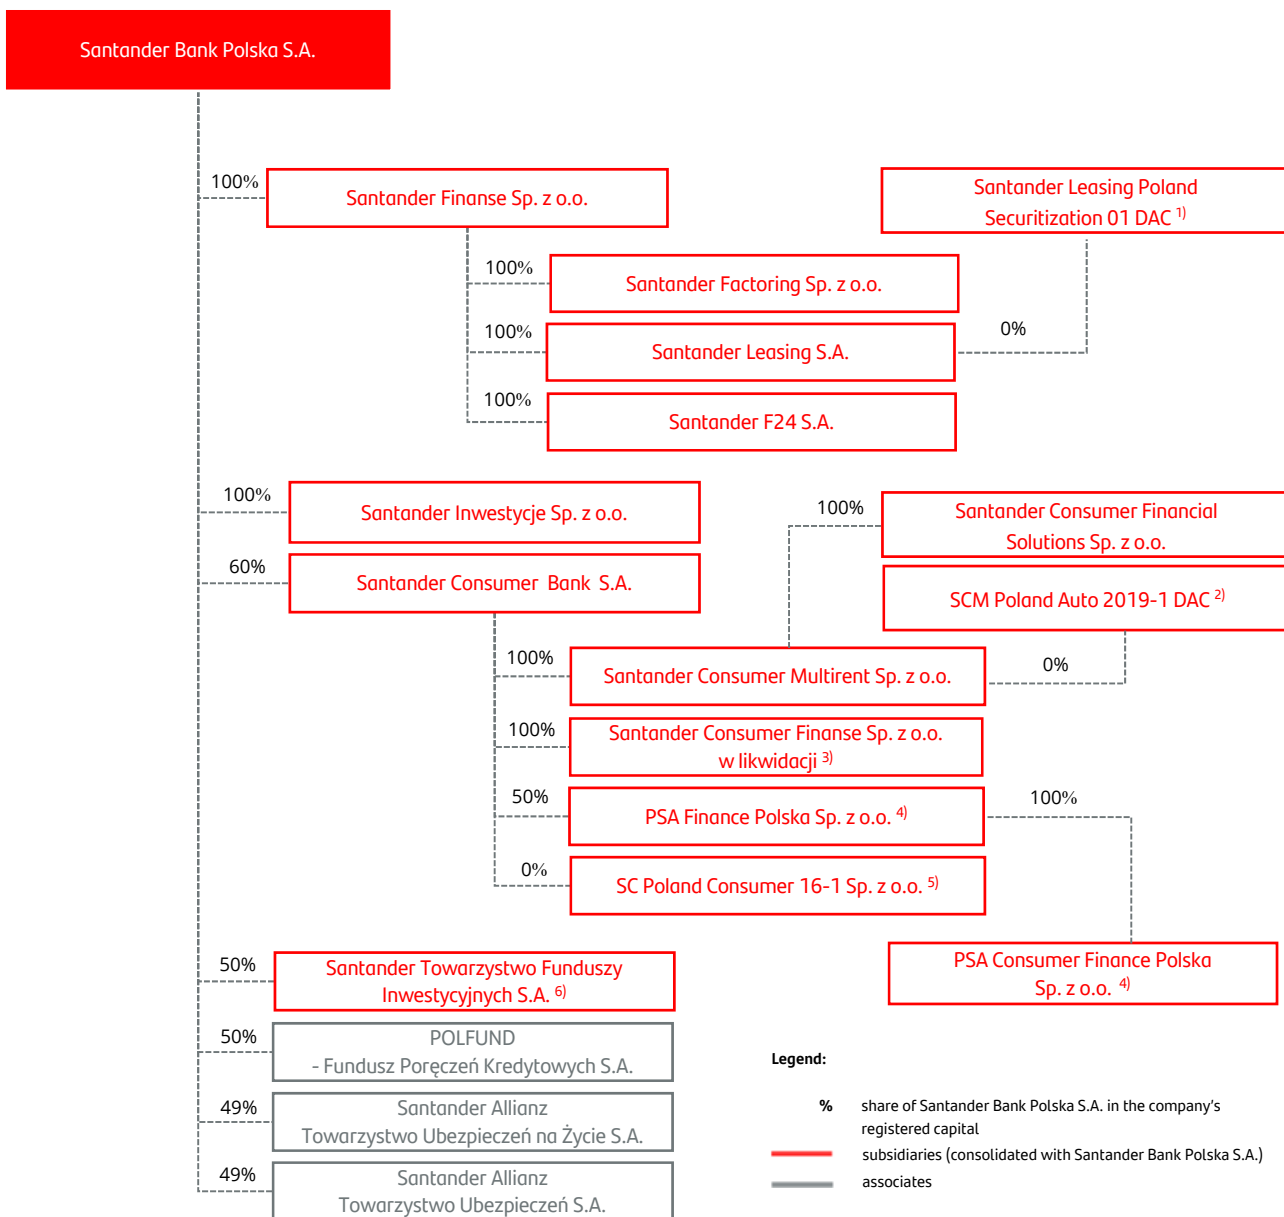 Santander Bank Polska S.A.
100%
Santander Finanse Sp. z o.o.
Santander Leasing Poland
Securitization 01 DAC 1)
100%
Santander Factoring Sp. z o.o.
100%
Santander Leasing S.A.
0%
100%
Santander F24 S.A.
100%
Santander Inwestycje Sp. z o.o.
100%
Santander Consumer Financial
Solutions Sp. z o.o.
60%
Santander Consumer Bank S.A.
SCM Poland Auto 2019-1 DAC 2)
100%
Santander Consumer Multirent Sp. z o.o.
0%
100%
Santander Consumer Finanse Sp. z o.o.
w likwidacji 3)
50%
PSA Finance Polska Sp. z o.o. 4)
100%
0%
SC Poland Consumer 16-1 Sp. z o.o. 5)
50%
Santander Towarzystwo Funduszy
Inwestycyjnych S.A. 6)
PSA Consumer Finance Polska
Sp. z o.o. 4)
50%
POLFUND
- Fundusz Poręczeń Kredytowych S.A.
49%
Santander Allianz
Towarzystwo Ubezpieczeń na Życie S.A.
49%
Santander Allianz
Towarzystwo Ubezpieczeń S.A.
Legend:
% share of Santander Bank Polska S.A. in the company's
registered capital
subsidiaries (consolidated with Santander Bank Polska S.A.)
associates